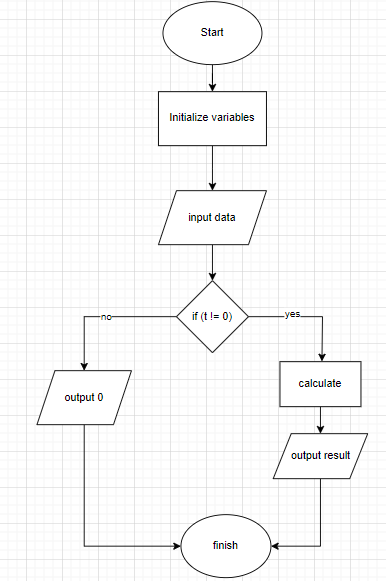 Start
Initialize variables
input data
if (t != 0)
no
yes
output 0
calculate
output result
finish